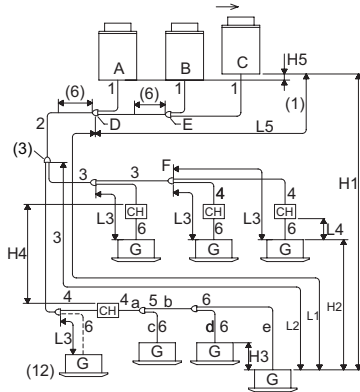 A B C
H5
1 1 1
(6) (6)
(1)
2
D E
L5
(3)
H1
3 3 F
4 4
CH CH CH
L3 6 L3 6 L3 6 L4
G G G
H4
3
4 4 a 5 b 6
CH
L2 L1 H2
L3 6 c 6 d 6 e
G G
H3
(12) G G